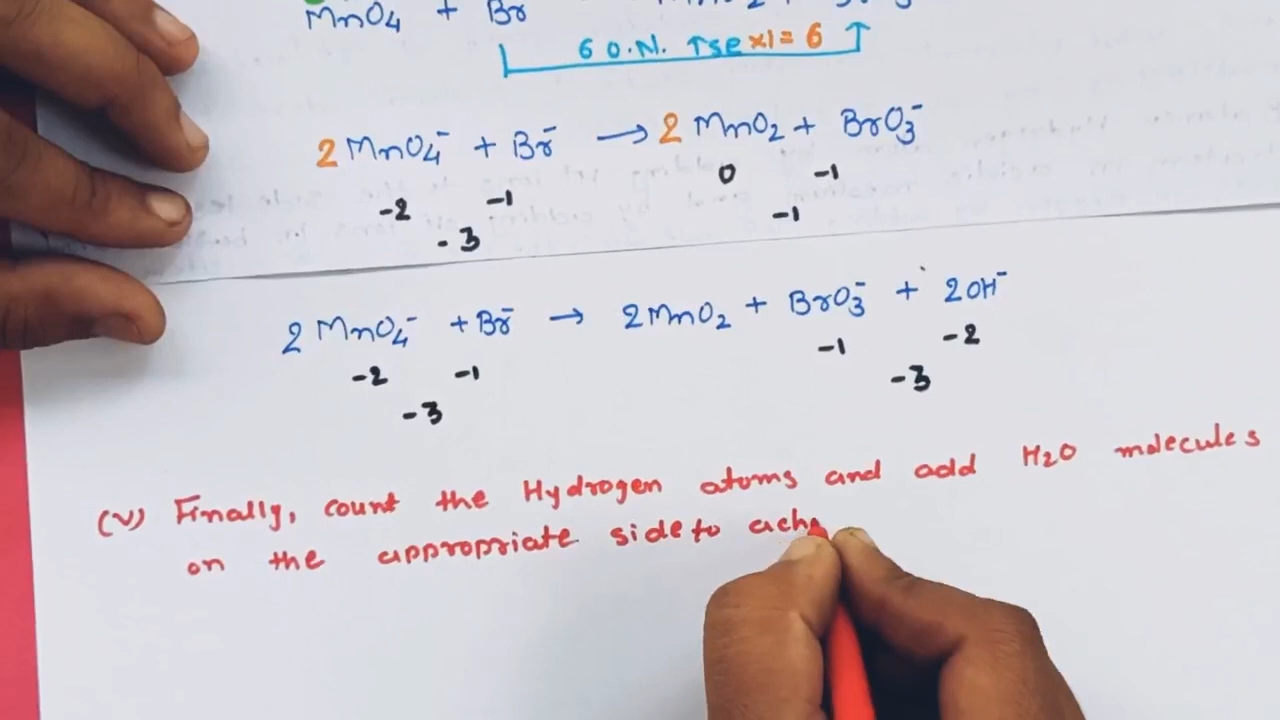 MnO4 + Br
6 O.N. ↑se ×1 = 6
2 MnO4⁻ + Br⁻ → 2 MnO2 + BrO3⁻
-2 -1 0 -1
-3 -1
2 MnO4⁻ + Br⁻ → 2MnO2 + BrO3⁻ + 2OH⁻
-2 -1 -1 -2
-3 -3
(v) Finally, count the Hydrogen atoms and add H2O molecules
on the appropriate side to ach